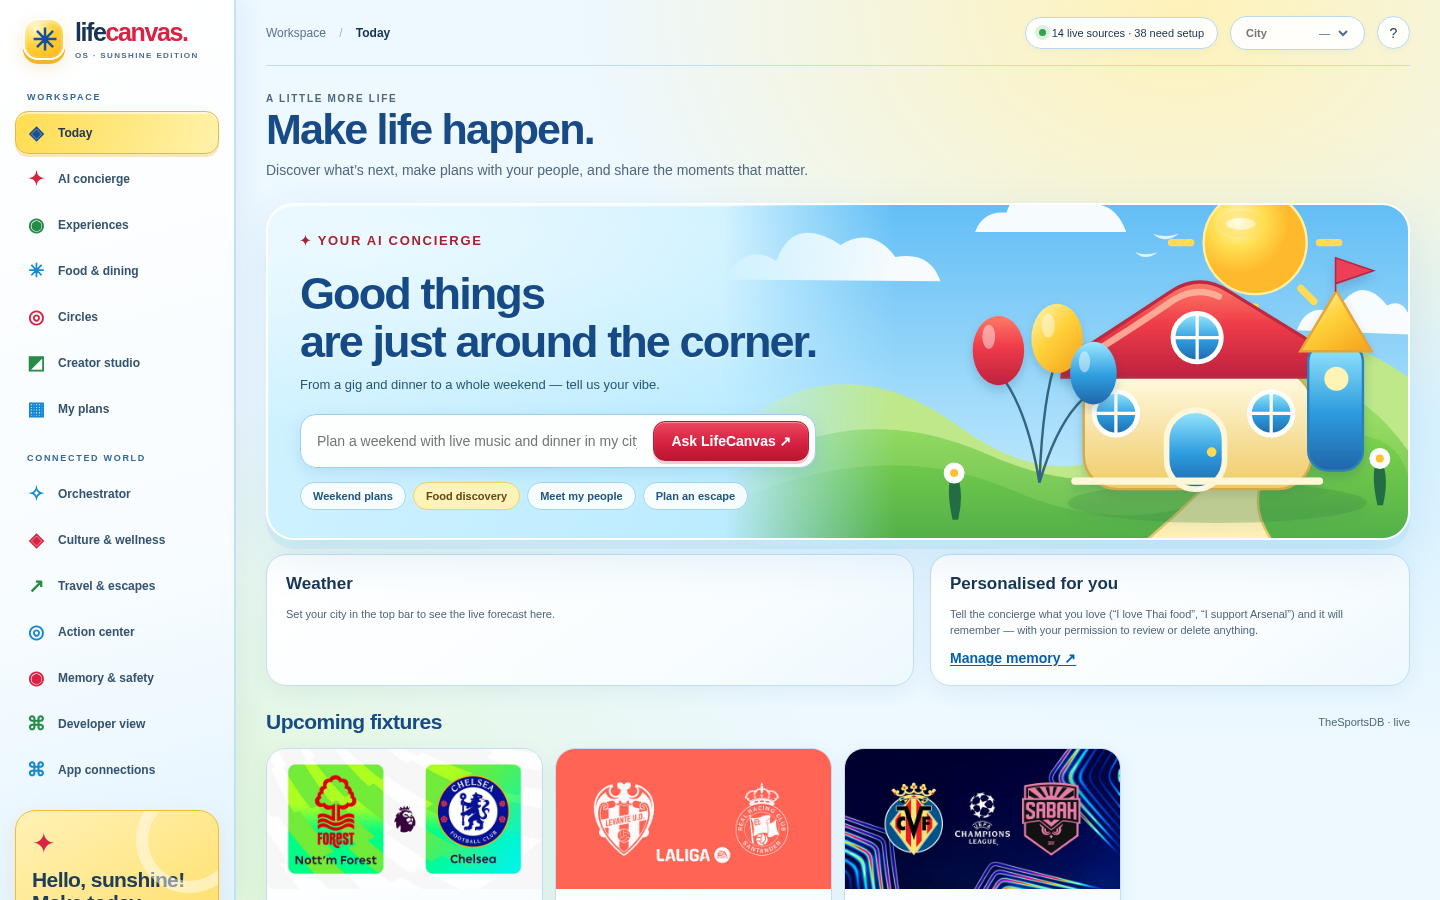 lifecanvas.
OS · SUNSHINE EDITION
WORKSPACE
Today
AI concierge
Experiences
Food & dining
Circles
Creator studio
My plans
CONNECTED WORLD
Orchestrator
Culture & wellness
Travel & escapes
Action center
Memory & safety
Developer view
App connections
Hello, sunshine!
Make today
Workspace / Today
14 live sources · 38 need setup
City —
?
A LITTLE MORE LIFE
Make life happen.
Discover what's next, make plans with your people, and share the moments that matter.
YOUR AI CONCIERGE
Good things
are just around the corner.
From a gig and dinner to a whole weekend — tell us your vibe.
Plan a weekend with live music and dinner in my city
Ask LifeCanvas ↗
Weekend plans
Food discovery
Meet my people
Plan an escape
Weather
Set your city in the top bar to see the live forecast here.
Personalised for you
Tell the concierge what you love (“I love Thai food”, “I support Arsenal”) and it will
remember — with your permission to review or delete anything.
Manage memory ↗
Upcoming fixtures
TheSportsDB · live
FOREST
Nott'm Forest
CHELSEA
FOOTBALL CLUB
Chelsea
LEVANTE U.D.
LALIGA
EA
REAL RACING CLUB
SANTANDER
CVF
UEFA
CHAMPIONS
LEAGUE
SABAH